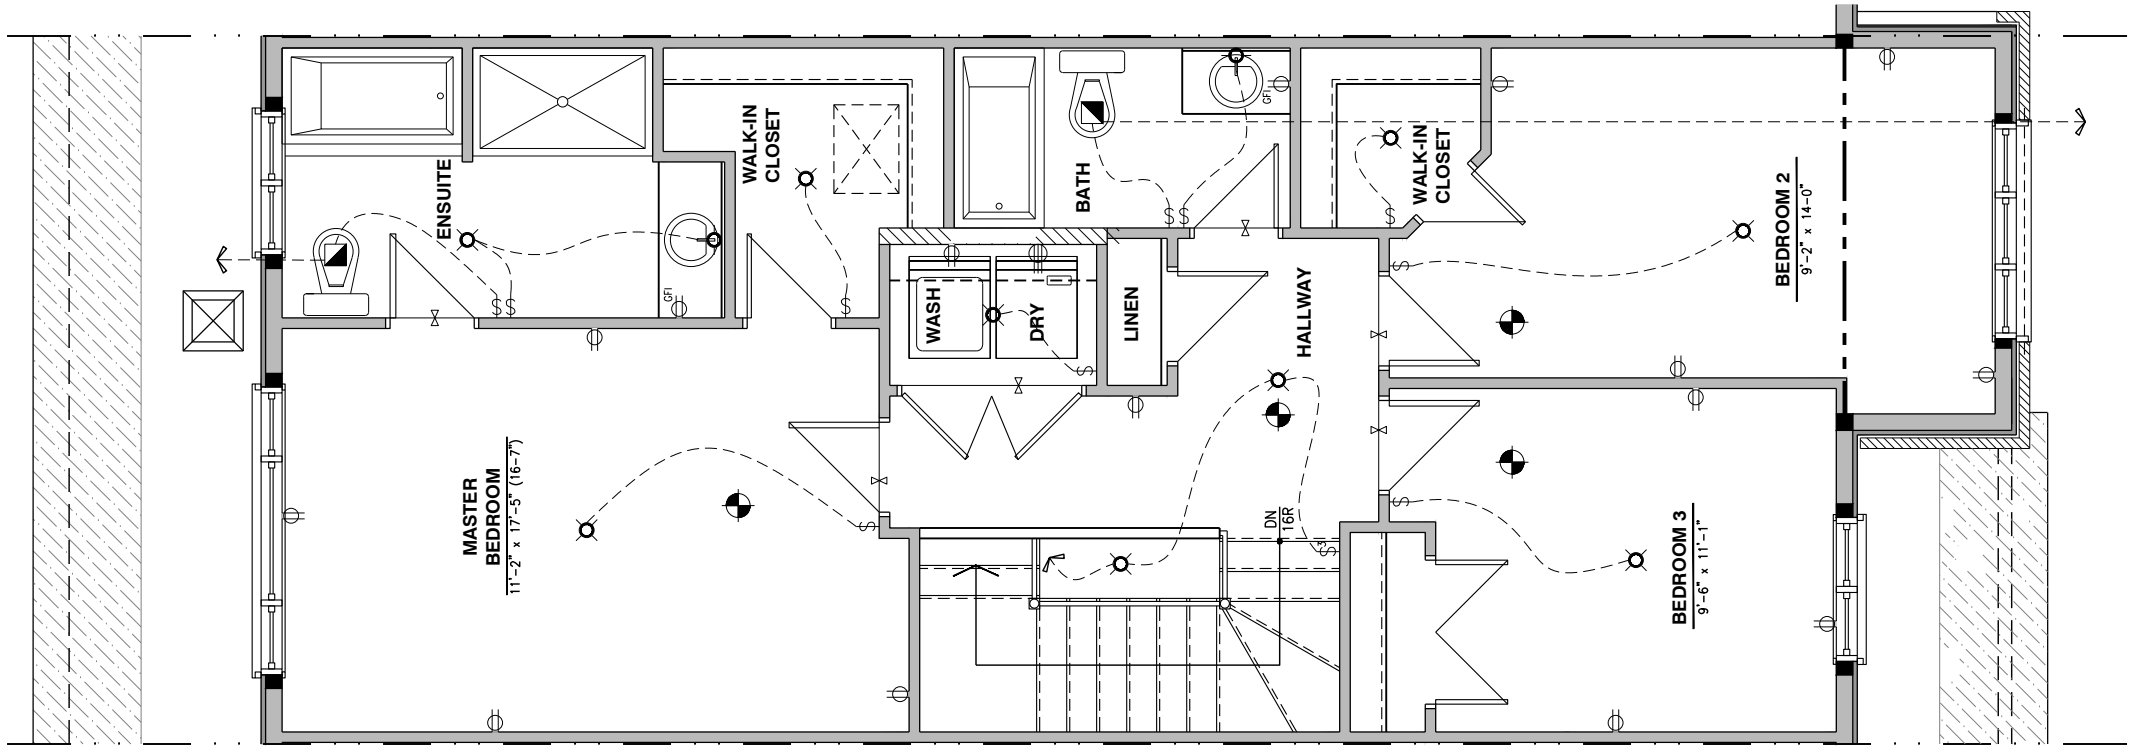 ENSUITE
GFI
WALK-IN
CLOSET
BATH
GFI
WALK-IN
CLOSET
BEDROOM 2
9'-2" x 14'-0"
WASH
DRY
LINEN
HALLWAY
MASTER
BEDROOM
11'-2" x 17'-5" (16-7")
DN
16R
BEDROOM 3
9'-6" x 11'-1"
$
$
$
$
$
$
$
$
$
$
$3